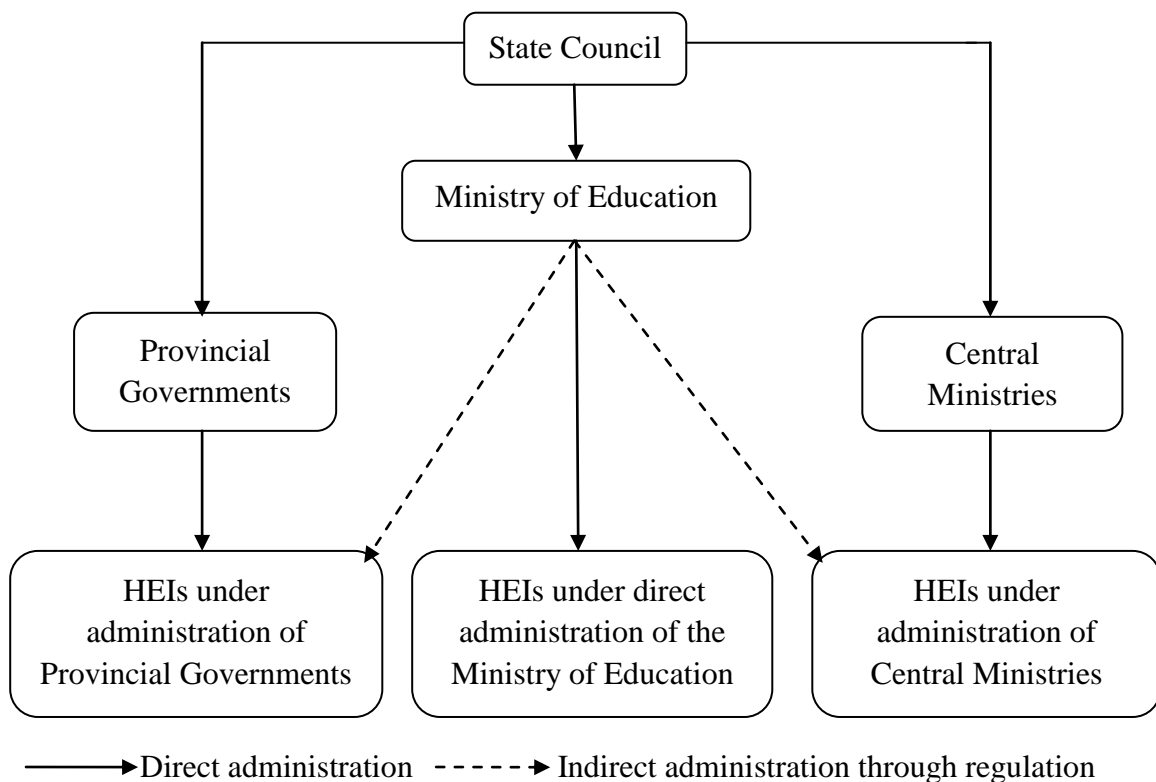 State Council
Ministry of Education
Provincial
Governments
Central
Ministries
HEIs under
administration of
Provincial Governments
HEIs under direct
administration of the
Ministry of Education
HEIs under
administration of
Central Ministries
Direct administration
Indirect administration through regulation